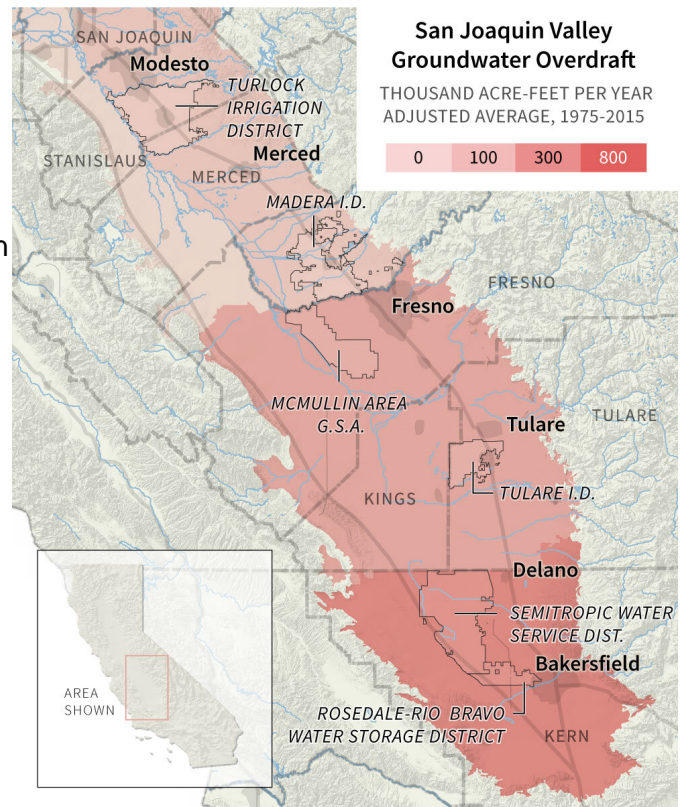 San Joaquin Valley
Groundwater Overdraft
THOUSAND ACRE-FEET PER YEAR
ADJUSTED AVERAGE, 1975-2015
0 100 300 800
SAN JOAQUIN
Modesto
TURLOCK
IRRIGATION
DISTRICT
STANISLAUS
Merced
MERCED
MADERA I.D.
n
Fresno
FRESNO
MCMULLIN AREA
G.S.A.
Tulare
TULARE
TULARE I.D.
KINGS
Delano
SEMITROPIC WATER
SERVICE DIST.
Bakersfield
AREA
SHOWN
ROSEDALE-RIO BRAVO
WATER STORAGE DISTRICT
KERN